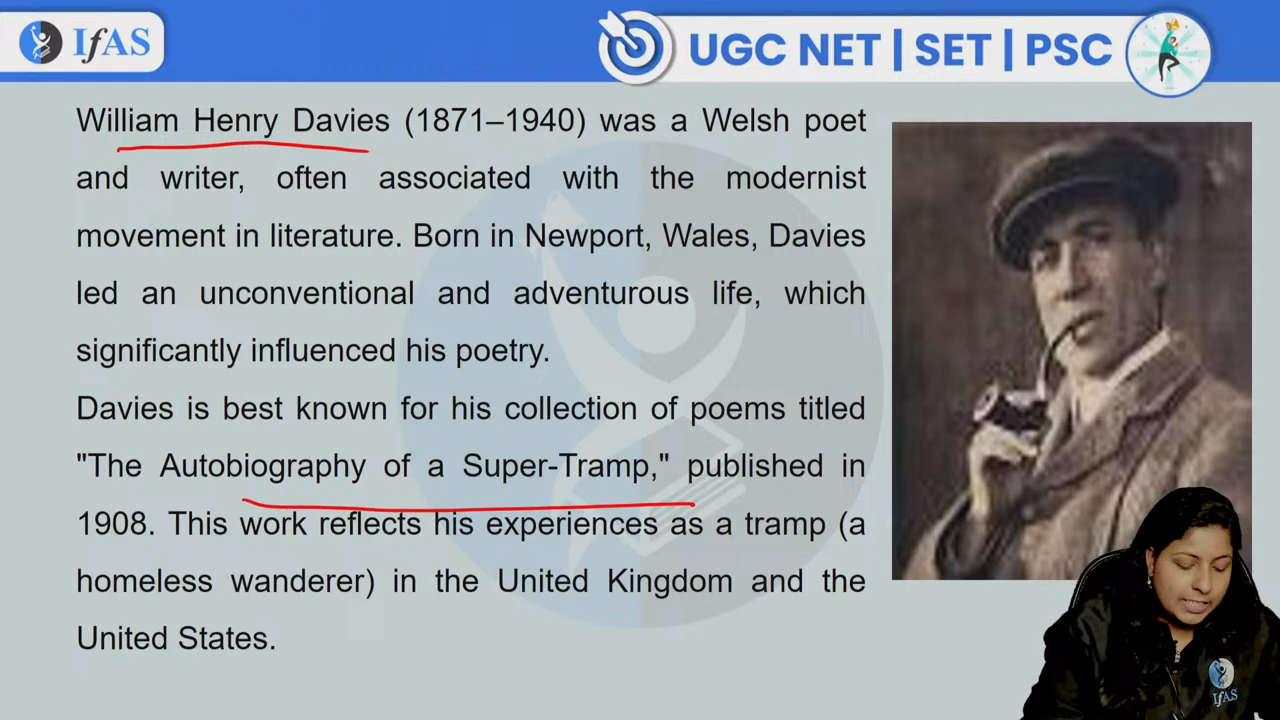 IfAS
UGC NET | SET | PSC
William Henry Davies (1871–1940) was a Welsh poet
and writer, often associated with the modernist
movement in literature. Born in Newport, Wales, Davies
led an unconventional and adventurous life, which
significantly influenced his poetry.
Davies is best known for his collection of poems titled
"The Autobiography of a Super-Tramp," published in
1908. This work reflects his experiences as a tramp (a
homeless wanderer) in the United Kingdom and the
United States.
IfAS